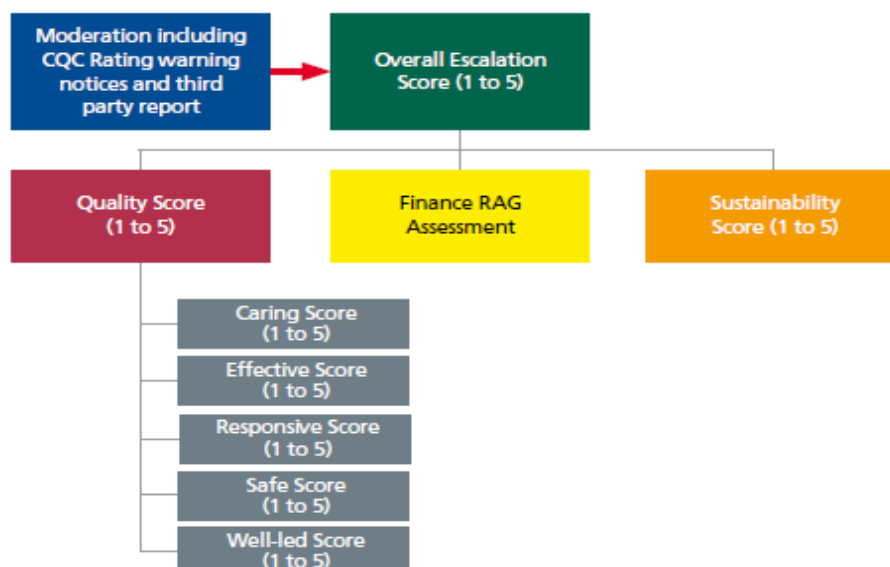 Moderation including
CQC Rating warning
notices and third
party report
Overall Escalation
Score (1 to 5)
Quality Score
(1 to 5)
Finance RAG
Assessment
Sustainability
Score (1 to 5)
Caring Score
(1 to 5)
Effective Score
(1 to 5)
Responsive Score
(1 to 5)
Safe Score
(1 to 5)
Well-led Score
(1 to 5)